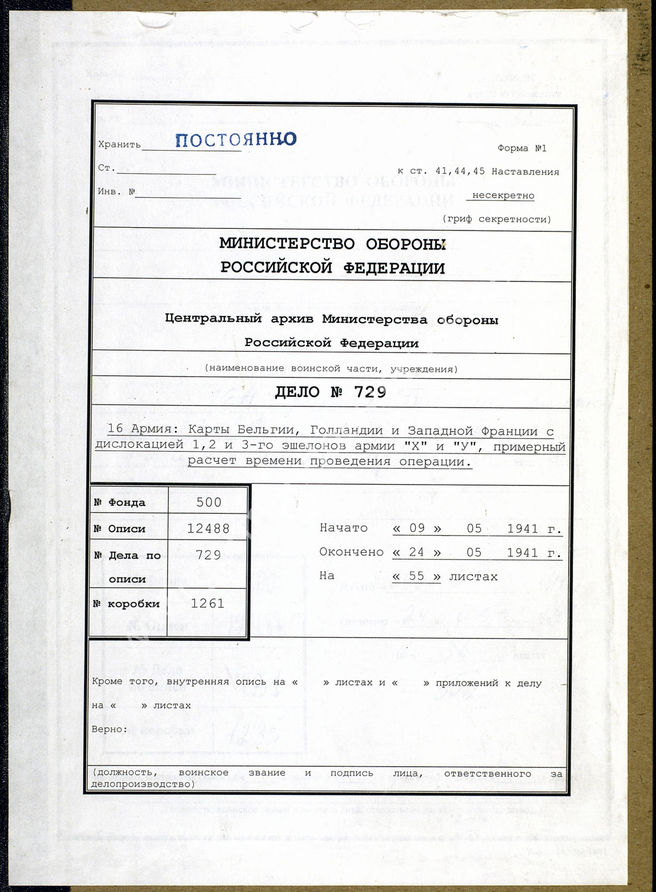 Хранить ПОСТОЯННО
Форма №1
Ст.
к ст. 41,44,45 Наставления
Инв. №
несекретно
(гриф секретности)
МИНИСТЕРСТВО ОБОРОНЫ
РОССИЙСКОЙ ФЕДЕРАЦИИ
Центральный архив Министерства обороны
Российской Федерации
(наименование воинской части, учреждения)
ДЕЛО № 729
16 Армия: Карты Бельгии, Голландии и Западной Франции с
дислокацией 1,2 и 3-го эшелонов армии "Х" и "У", примерный
расчет времени проведения операции.
№ Фонда 500
№ Описи 12488
№ Дела по 729
описи
№ коробки 1261
Начато « 09 » 05 1941 г.
Окончено « 24 » 05 1941 г.
На « 55 » листах
Кроме того, внутренняя опись на « » листах и « » приложений к делу
на « » листах
Верно:
(должность, воинское звание и подпись лица, ответственного за
делопроизводство)